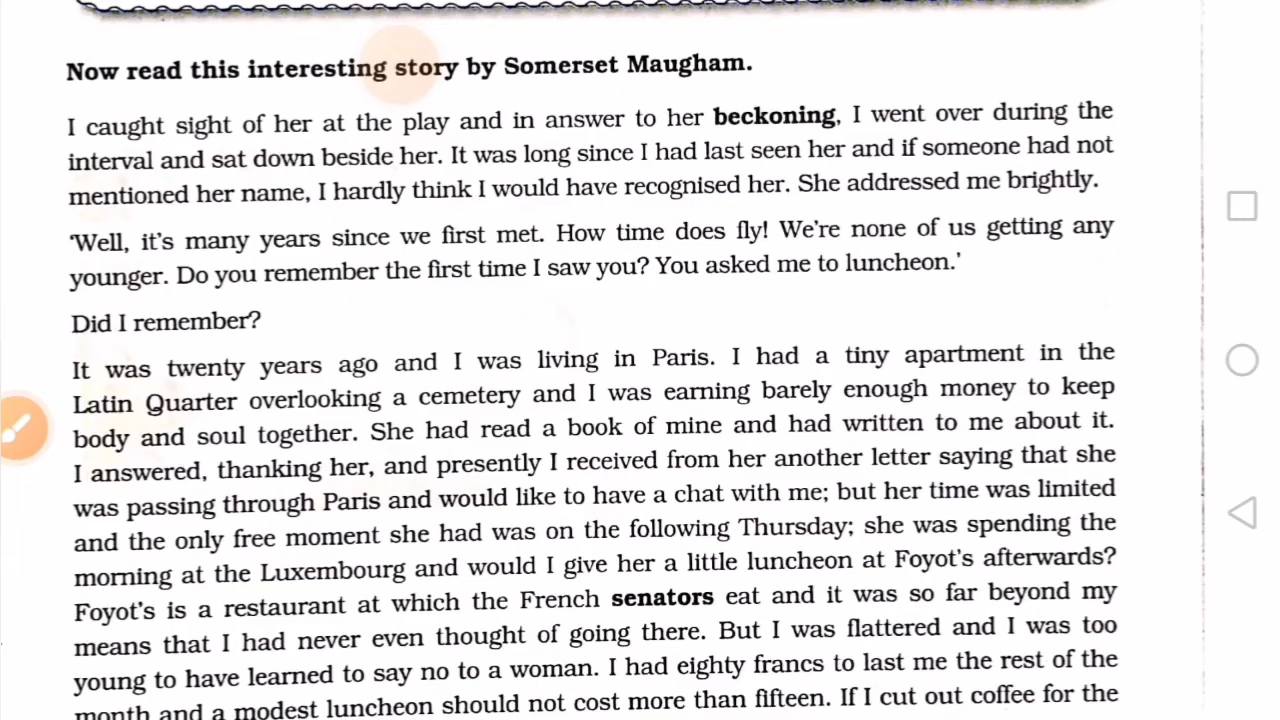 Now read this interesting story by Somerset Maugham.
I caught sight of her at the play and in answer to her beckoning, I went over during the
interval and sat down beside her. It was long since I had last seen her and if someone had not
mentioned her name, I hardly think I would have recognised her. She addressed me brightly.
‘Well, it’s many years since we first met. How time does fly! We’re none of us getting any
younger. Do you remember the first time I saw you? You asked me to luncheon.’
Did I remember?
It was twenty years ago and I was living in Paris. I had a tiny apartment in the
Latin Quarter overlooking a cemetery and I was earning barely enough money to keep
body and soul together. She had read a book of mine and had written to me about it.
I answered, thanking her, and presently I received from her another letter saying that she
was passing through Paris and would like to have a chat with me; but her time was limited
and the only free moment she had was on the following Thursday; she was spending the
morning at the Luxembourg and would I give her a little luncheon at Foyot’s afterwards?
Foyot’s is a restaurant at which the French senators eat and it was so far beyond my
means that I had never even thought of going there. But I was flattered and I was too
young to have learned to say no to a woman. I had eighty francs to last me the rest of the
month and a modest luncheon should not cost more than fifteen. If I cut out coffee for the